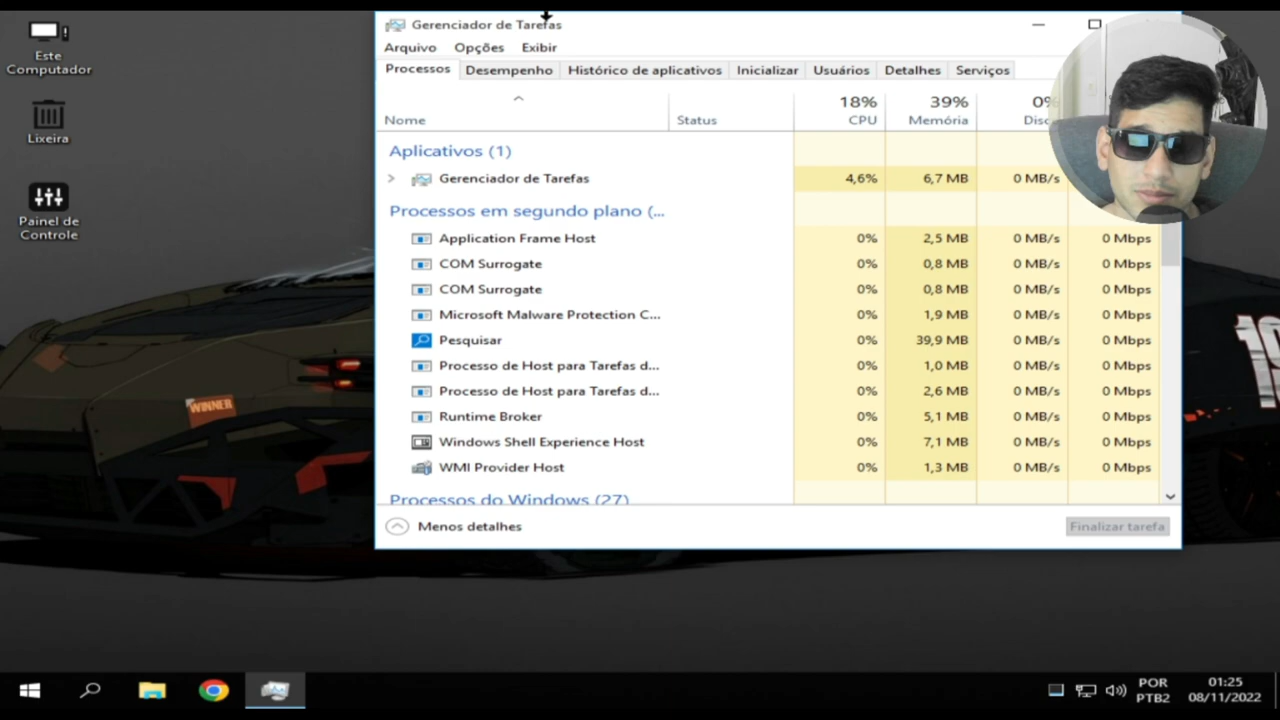 Este
Computador
Lixeira
Painel de
Controle
Gerenciador de Tarefas
Arquivo Opções Exibir
Processos Desempenho Histórico de aplicativos Inicializar Usuários Detalhes Serviços
18% 39% 0%
Nome Status CPU Memória
Aplicativos (1)
Gerenciador de Tarefas 4,6% 6,7 MB 0 MB/s
Processos em segundo plano (...
Application Frame Host 0% 2,5 MB 0 MB/s 0 Mbps
COM Surrogate 0% 0,8 MB 0 MB/s 0 Mbps
COM Surrogate 0% 0,8 MB 0 MB/s 0 Mbps
Microsoft Malware Protection C... 0% 1,9 MB 0 MB/s 0 Mbps
Pesquisar 0% 39,9 MB 0 MB/s 0 Mbps
Processo de Host para Tarefas d... 0% 1,0 MB 0 MB/s 0 Mbps
Processo de Host para Tarefas d... 0% 2,6 MB 0 MB/s 0 Mbps
Runtime Broker 0% 5,1 MB 0 MB/s 0 Mbps
Windows Shell Experience Host 0% 7,1 MB 0 MB/s 0 Mbps
WMI Provider Host 0% 1,3 MB 0 MB/s 0 Mbps
Processos do Windows (27)
Menos detalhes Finalizar tarefa
WINNER
POR
PTB2
01:25
08/11/2022